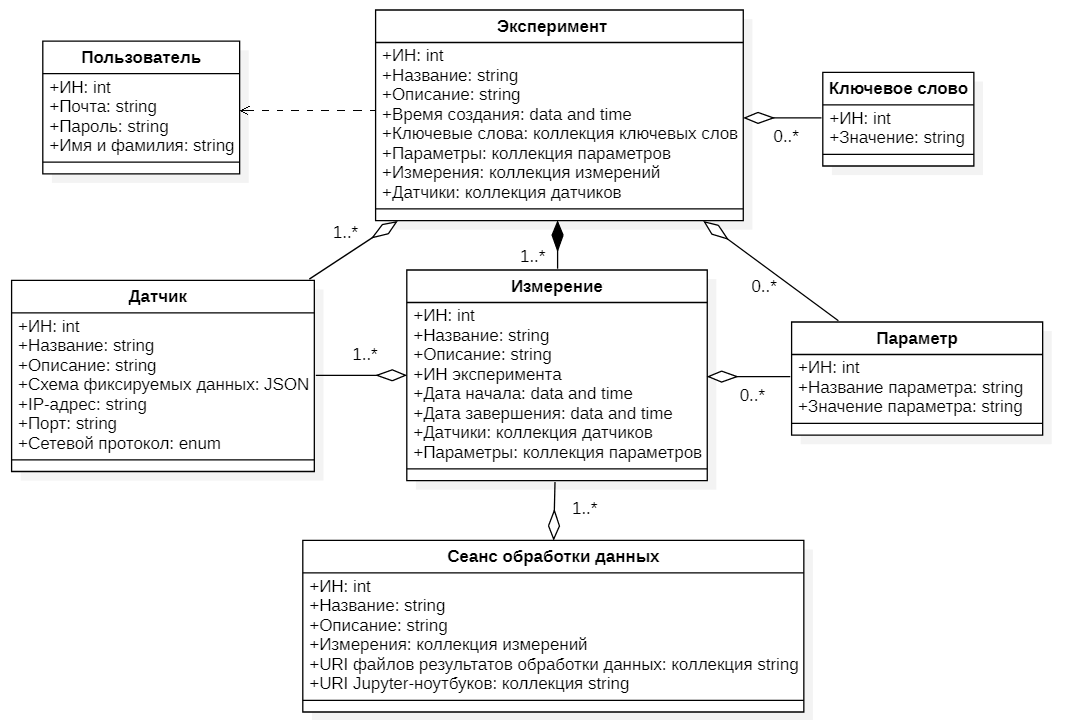 Эксперимент
+ИН: int
+Название: string
+Описание: string
+Время создания: data and time
+Ключевые слова: коллекция ключевых слов
+Параметры: коллекция параметров
+Измерения: коллекция измерений
+Датчики: коллекция датчиков
Пользователь
+ИН: int
+Почта: string
+Пароль: string
+Имя и фамилия: string
Ключевое слово
+ИН: int
+Значение: string
0..*
1..*
1..*
0..*
Датчик
+ИН: int
+Название: string
+Описание: string
+Схема фиксируемых данных: JSON
+IP-адрес: string
+Порт: string
+Сетевой протокол: enum
1..*
Измерение
+ИН: int
+Название: string
+Описание: string
+ИН эксперимента
+Дата начала: data and time
+Дата завершения: data and time
+Датчики: коллекция датчиков
+Параметры: коллекция параметров
0..*
Параметр
+ИН: int
+Название параметра: string
+Значение параметра: string
1..*
Сеанс обработки данных
+ИН: int
+Название: string
+Описание: string
+Измерения: коллекция измерений
+URI файлов результатов обработки данных: коллекция string
+URI Jupyter-ноутбуков: коллекция string